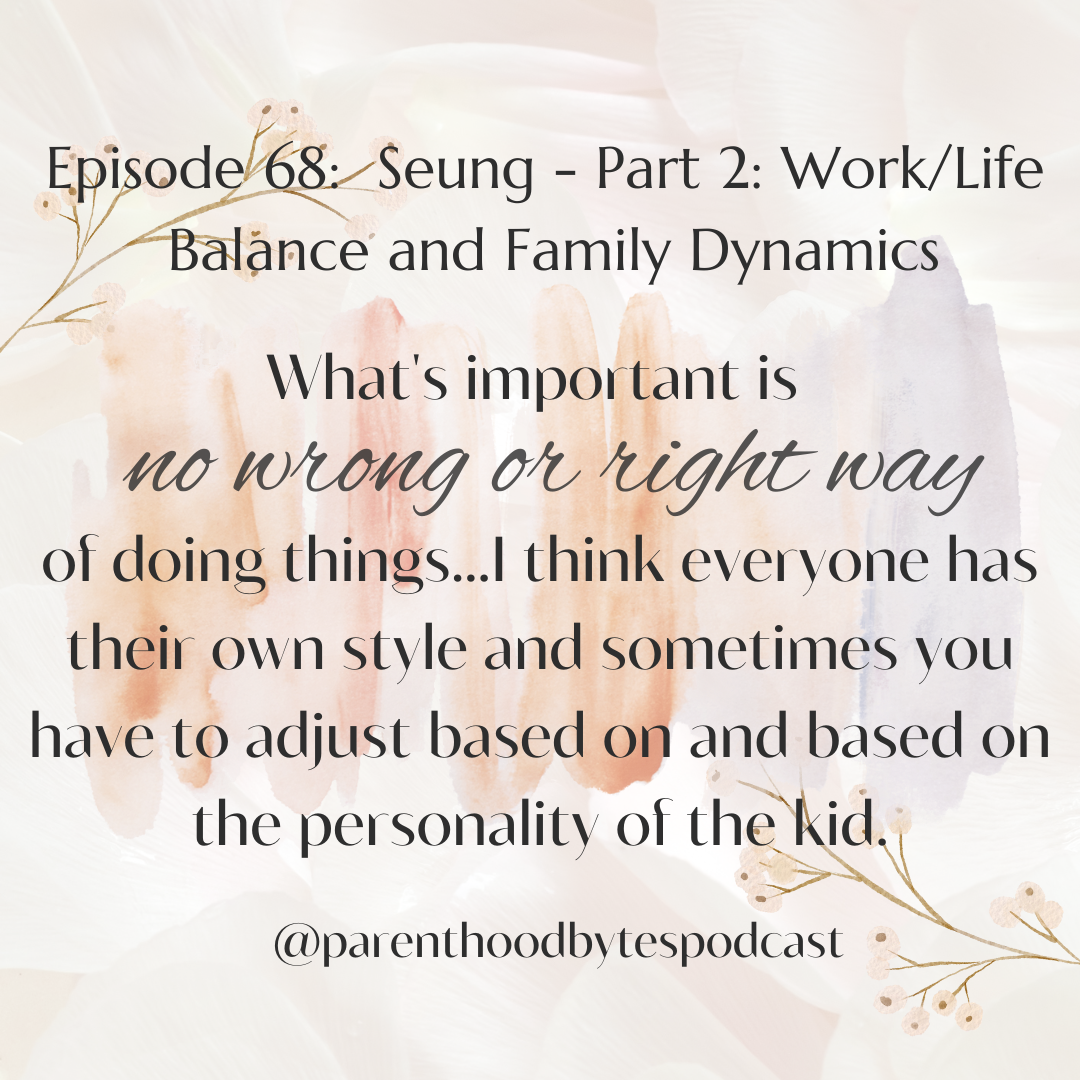 Episode 68:  Seung - Part 2: Work/Life
Balance and Family Dynamics
What's important is
no wrong or right way
of doing things...I think everyone has
their own style and sometimes you
have to adjust based on and based on
the personality of the kid.
@parenthoodbytespodcast